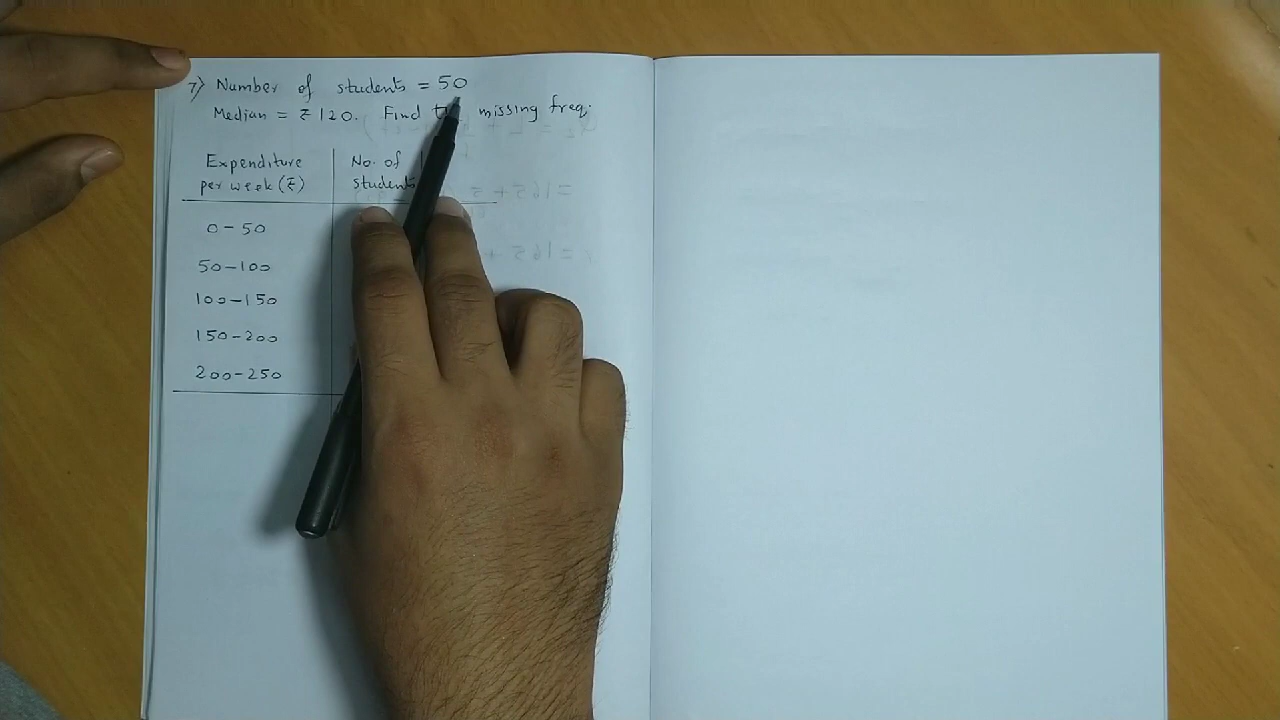 7) Number of students = 50
Median = ₹120. Find missing freq.
Expenditure per week (₹)
No. of students
0-50
50-100
100-150
150-200
200-250